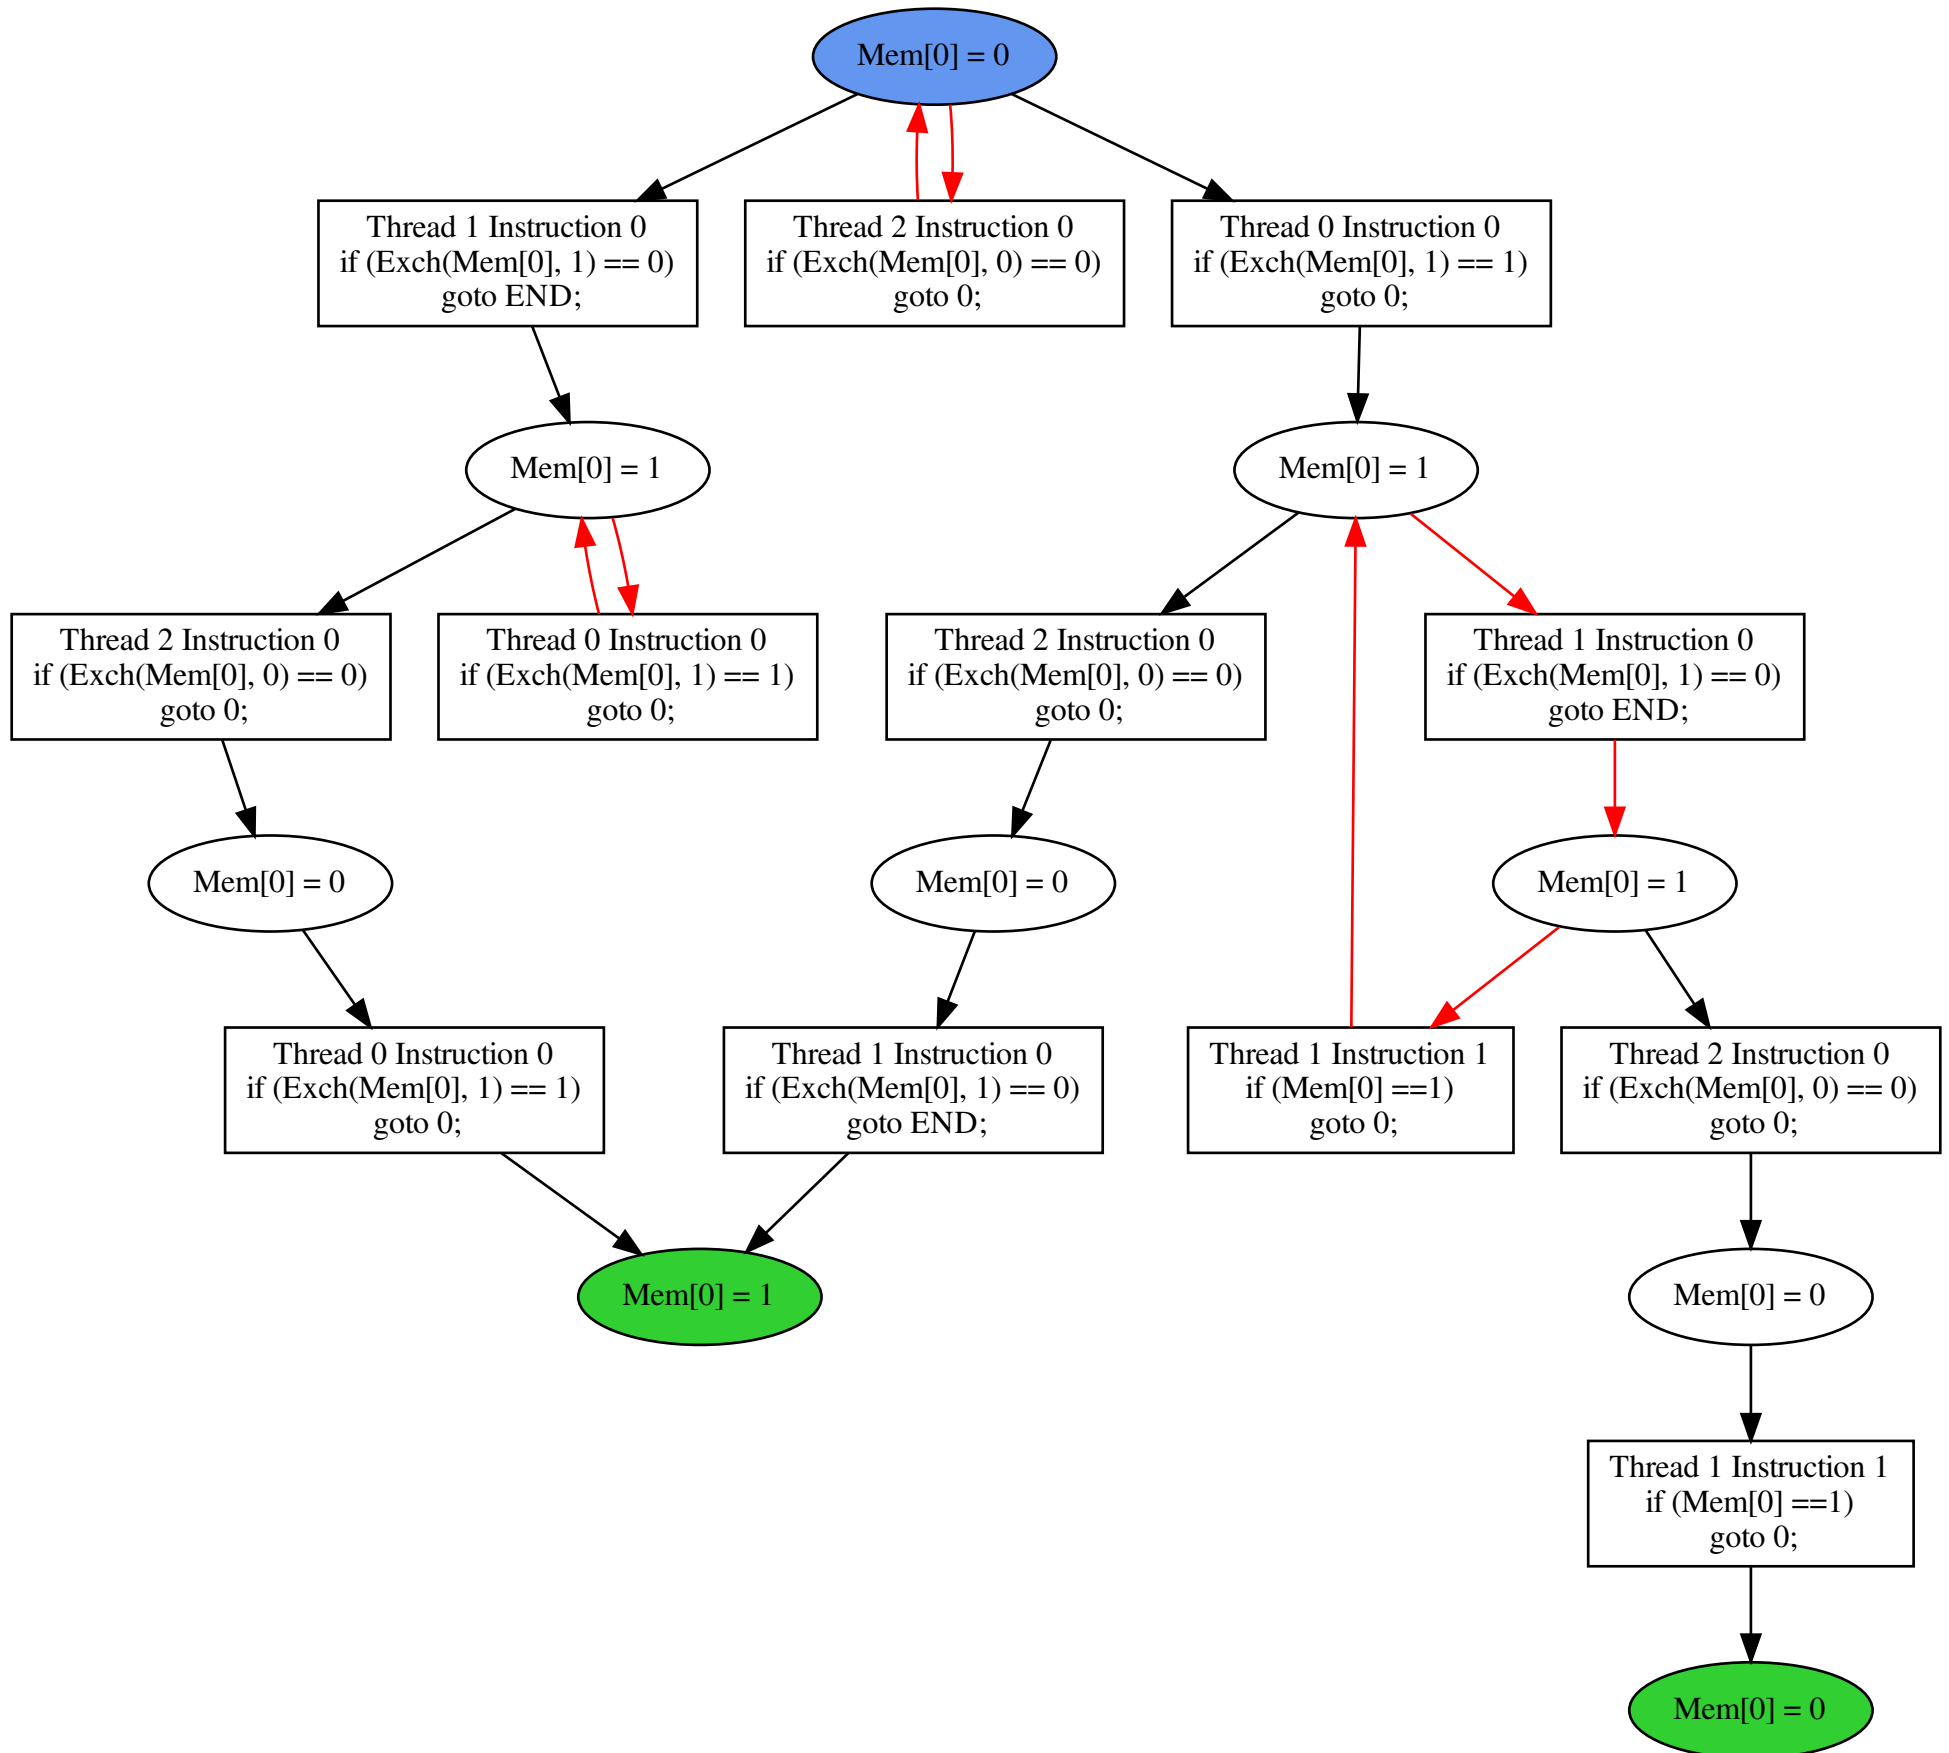 Mem[0] = 0
Thread 1 Instruction 0
if (Exch(Mem[0], 1) == 0)
goto END;
Thread 2 Instruction 0
if (Exch(Mem[0], 0) == 0)
goto 0;
Thread 0 Instruction 0
if (Exch(Mem[0], 1) == 1)
goto 0;
Mem[0] = 1
Mem[0] = 1
Thread 2 Instruction 0
if (Exch(Mem[0], 0) == 0)
goto 0;
Thread 0 Instruction 0
if (Exch(Mem[0], 1) == 1)
goto 0;
Thread 2 Instruction 0
if (Exch(Mem[0], 0) == 0)
goto 0;
Thread 1 Instruction 0
if (Exch(Mem[0], 1) == 0)
goto END;
Mem[0] = 0
Mem[0] = 0
Mem[0] = 1
Thread 0 Instruction 0
if (Exch(Mem[0], 1) == 1)
goto 0;
Thread 1 Instruction 0
if (Exch(Mem[0], 1) == 0)
goto END;
Thread 1 Instruction 1
if (Mem[0] ==1)
goto 0;
Thread 2 Instruction 0
if (Exch(Mem[0], 0) == 0)
goto 0;
Mem[0] = 1
Mem[0] = 0
Thread 1 Instruction 1
if (Mem[0] ==1)
goto 0;
Mem[0] = 0